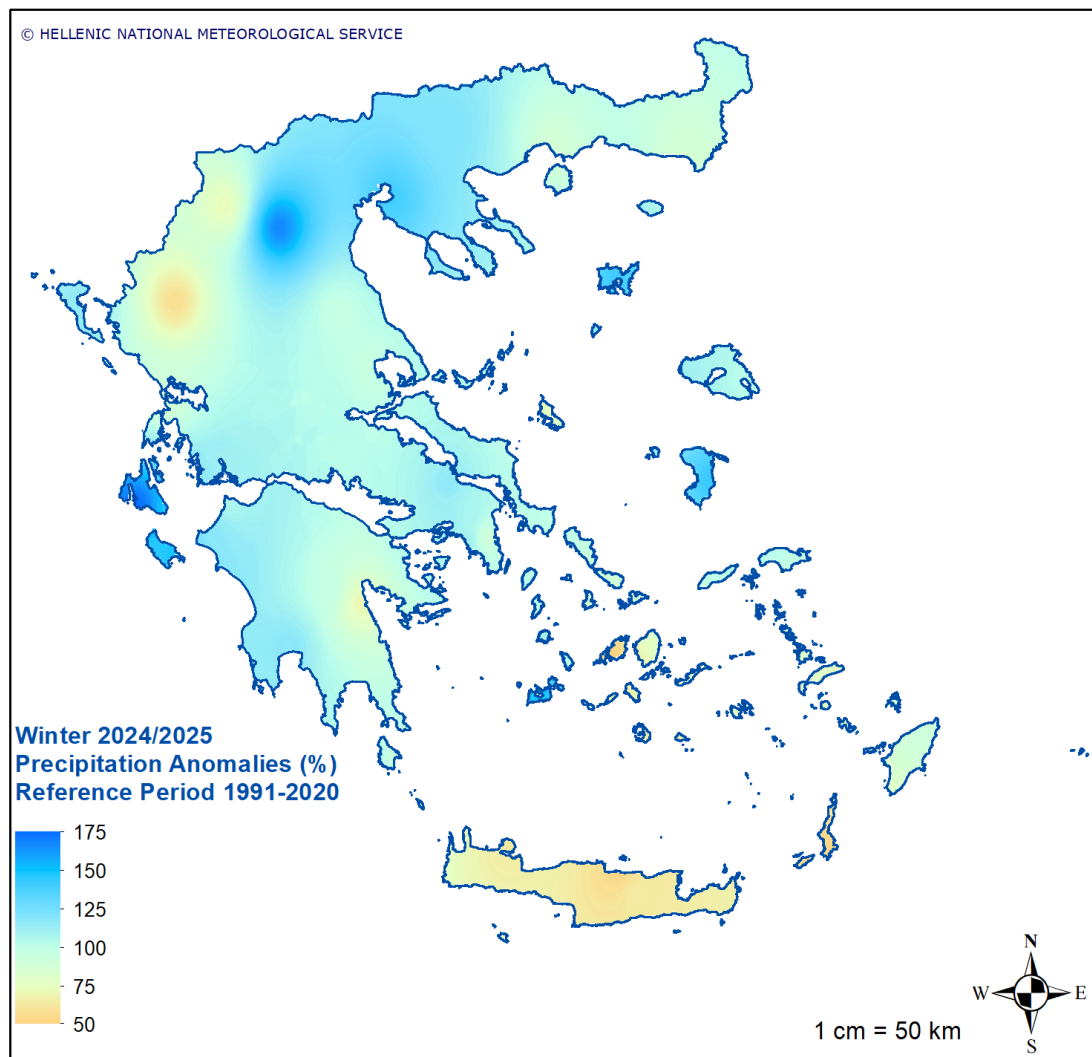 © HELLENIC NATIONAL METEOROLOGICAL SERVICE
Winter 2024/2025
Precipitation Anomalies (%)
Reference Period 1991-2020
175
150
125
100
75
50
N
W
E
S
1 cm = 50 km